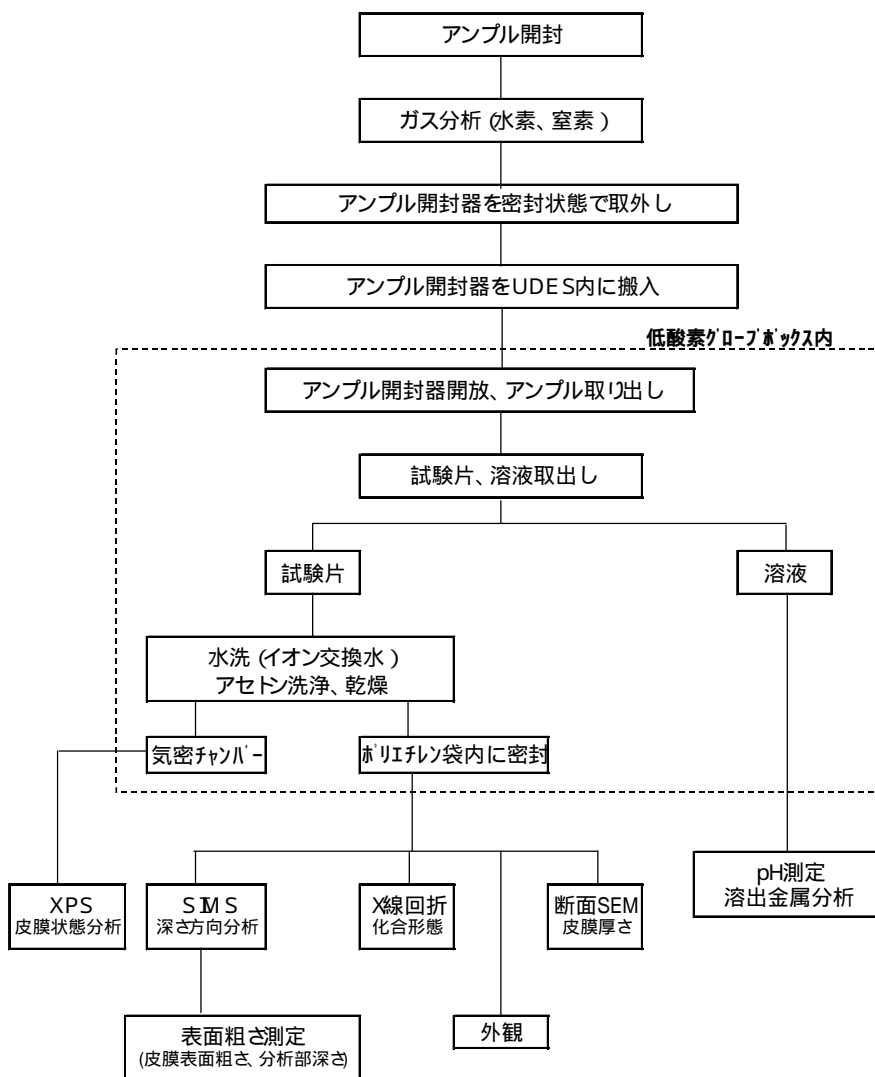 アンプル開封
ガス分析 (水素、窒素 )
アンプル開封器を密封状態で取外し
アンプル開封器をUDES内に搬入
低酸素ｸﾞﾛｰﾌﾞﾎﾞｯｸｽ内
アンプル開封器開放、アンプル取り出し
試験片、溶液取出し
試験片
溶液
水洗 (イオン交換水 )
アセトン洗浄、乾燥
気密ﾁｬﾝﾊﾞｰ
ﾎﾟﾘｴﾁﾚﾝ袋内に密封
XPS
皮膜状態分析
SIMS
深さ方向分析
X線回折
化合形態
断面SEM
皮膜厚さ
pH測定
溶出金属分析
表面粗さ測定
(皮膜表面粗さ、分析部深さ)
外観